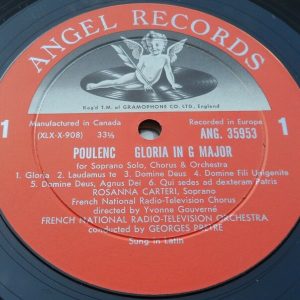 ANGEL RECORDS
Reg'd T.M. of GRAMOPHONE CO. LTD., England
Manufactured in Canada Recorded in Europe
(XLX-X-908) 33⅓ ANG. 35953
1 1
POULENC GLORIA IN G MAJOR
for Soprano Solo, Chorus & Orchestra
1. Gloria 2. Laudamus te 3. Domine Deus 4. Domine Fili Unigenite
5. Domine Deus, Agnus Dei 6. Qui sedes ad dexteram Patris
ROSANNA CARTERI, Soprano
French National Radio-Television Chorus
directed by Yvonne Gouverné
FRENCH NATIONAL RADIO-TELEVISION ORCHESTRA
conducted by GEORGES PRETRE
Sung in Latin